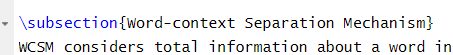 \subsection{Word-context Separation Mechanism}
WCSM considers total information about a word in